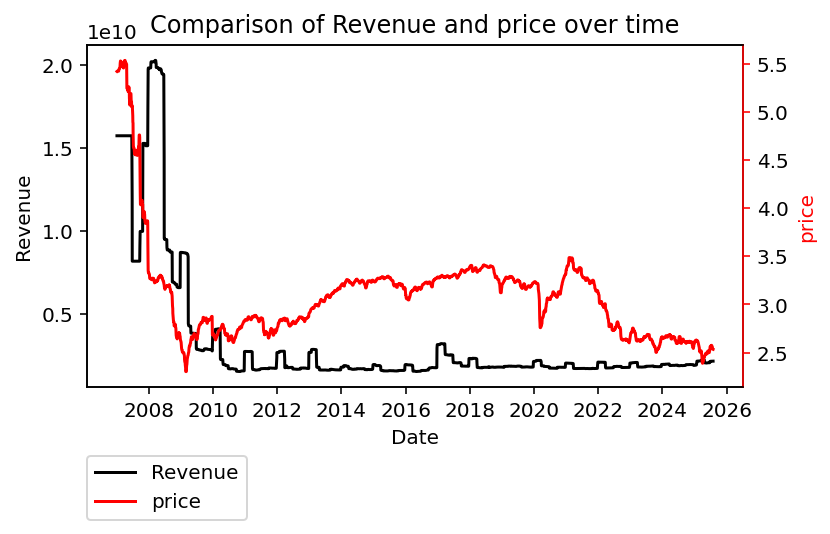 Comparison of Revenue and price over time
1e10
2.0
1.5
1.0
0.5
Revenue
5.5
5.0
4.5
4.0
3.5
3.0
2.5
price
2008 2010 2012 2014 2016 2018 2020 2022 2024 2026
Date
Revenue
price